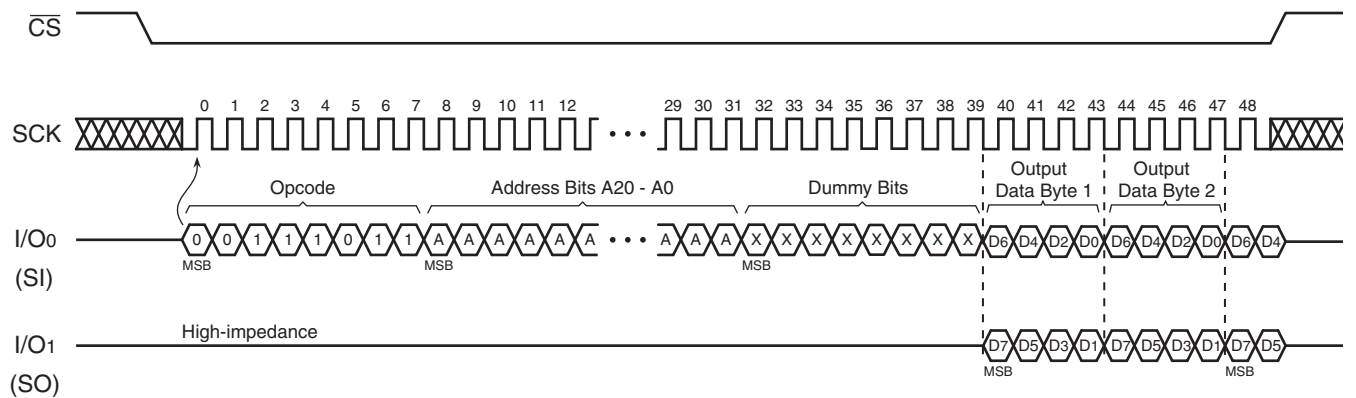 CS
0 1 2 3 4 5 6 7 8 9 10 11 12 29 30 31 32 33 34 35 36 37 38 39 40 41 42 43 44 45 46 47 48
SCK
Opcode Address Bits A20 - A0 Dummy Bits Output Data Byte 1 Output Data Byte 2
I/O0 (SI) 0 0 1 1 1 0 1 1 A A A A A A A A A X X X X X X X X D6 D4 D2 D0 D6 D4 D2 D0 D6 D4
MSB MSB MSB
High-impedance
I/O1 (SO) D7 D5 D3 D1 D7 D5 D3 D1 D7 D5
MSB MSB